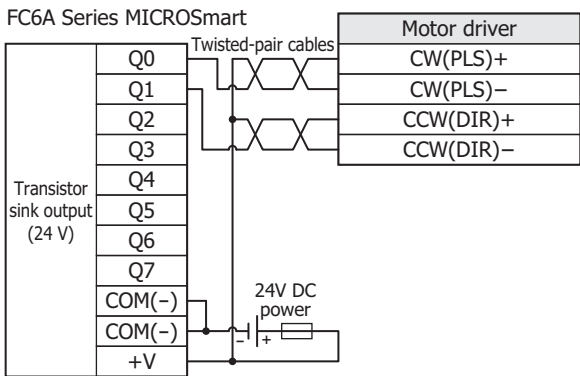 FC6A Series MICROSmart
Twisted-pair cables
Motor driver
CW(PLS)+
CW(PLS)−
CCW(DIR)+
CCW(DIR)−
Transistor
sink output
(24 V)
Q0
Q1
Q2
Q3
Q4
Q5
Q6
Q7
COM(−)
COM(−)
+V
24V DC
power
− +